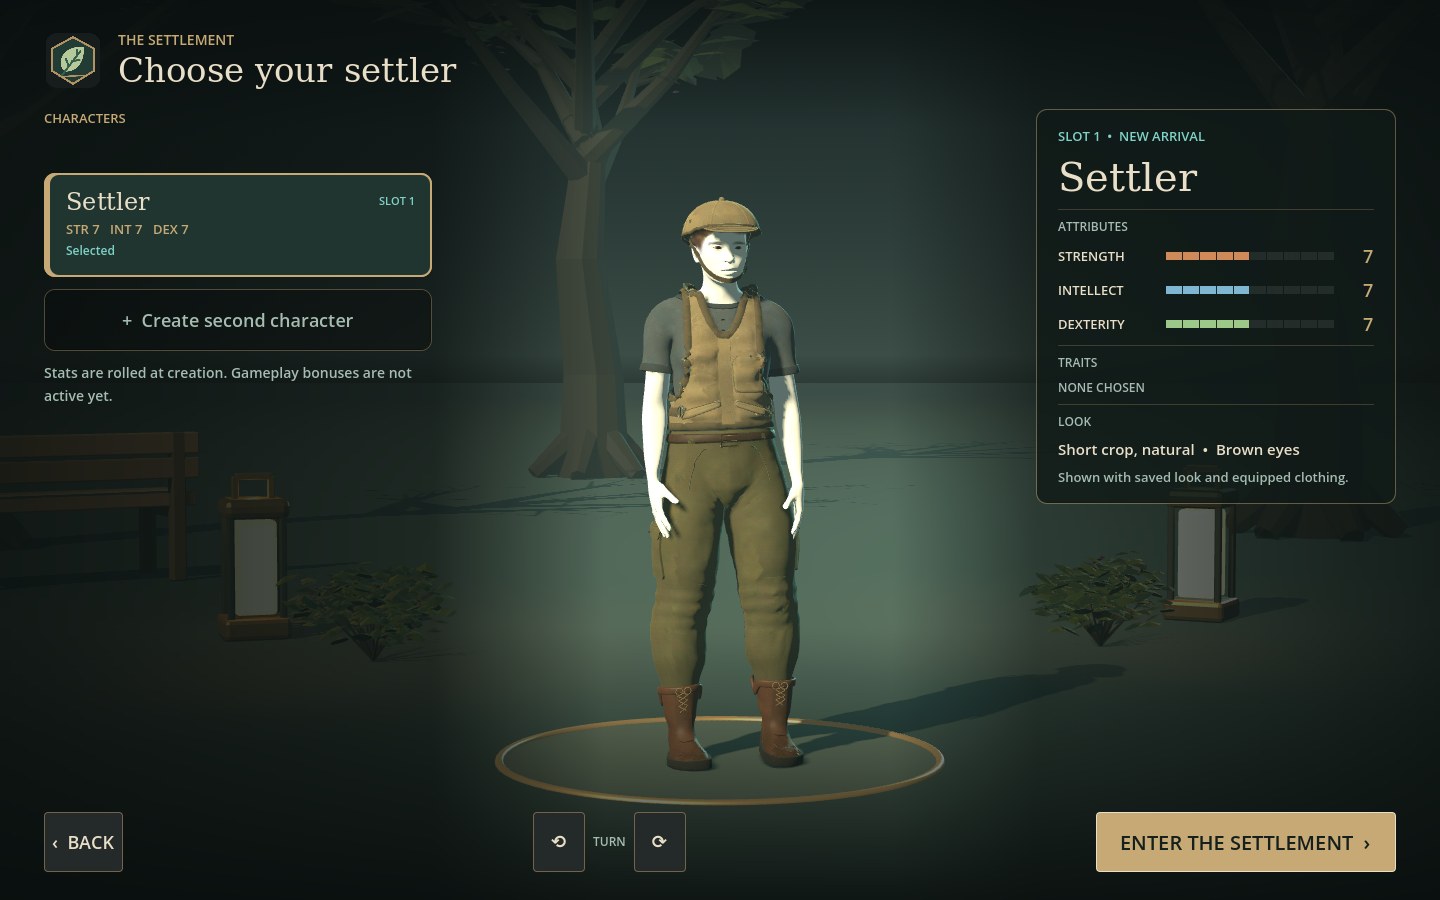 THE SETTLEMENT
Choose your settler
CHARACTERS
Settler
SLOT 1
STR 7 INT 7 DEX 7
Selected
+ Create second character
Stats are rolled at creation. Gameplay bonuses are not
active yet.
SLOT 1 • NEW ARRIVAL
Settler
ATTRIBUTES
STRENGTH 7
INTELLECT 7
DEXTERITY 7
TRAITS
NONE CHOSEN
LOOK
Short crop, natural • Brown eyes
Shown with saved look and equipped clothing.
‹ BACK
⟲ TURN ⟳
ENTER THE SETTLEMENT ›